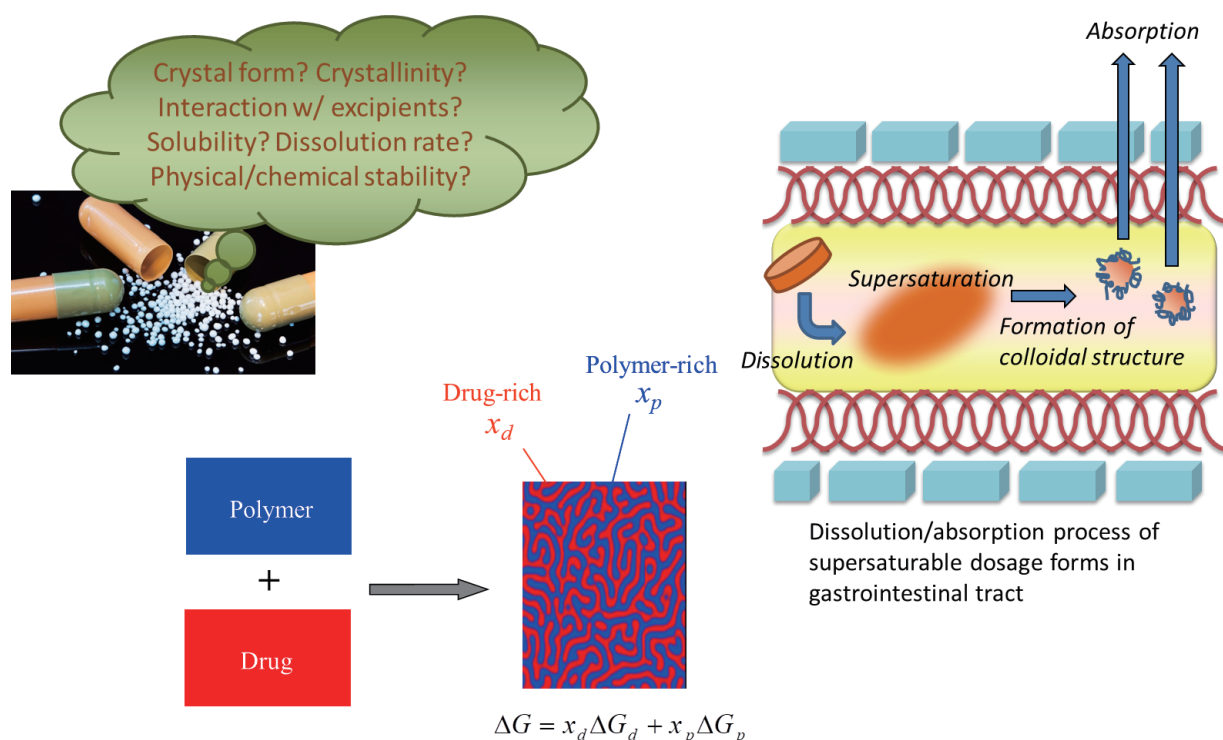 Crystal form? Crystallinity?
Interaction w/ excipients?
Solubility? Dissolution rate?
Physical/chemical stability?
Absorption
Supersaturation
Dissolution
Formation of
colloidal structure
Dissolution/absorption process of
supersaturable dosage forms in
gastrointestinal tract
Polymer
+
Drug
Drug-rich
x_d
Polymer-rich
x_p
ΔG = x_dΔG_d + x_pΔG_p